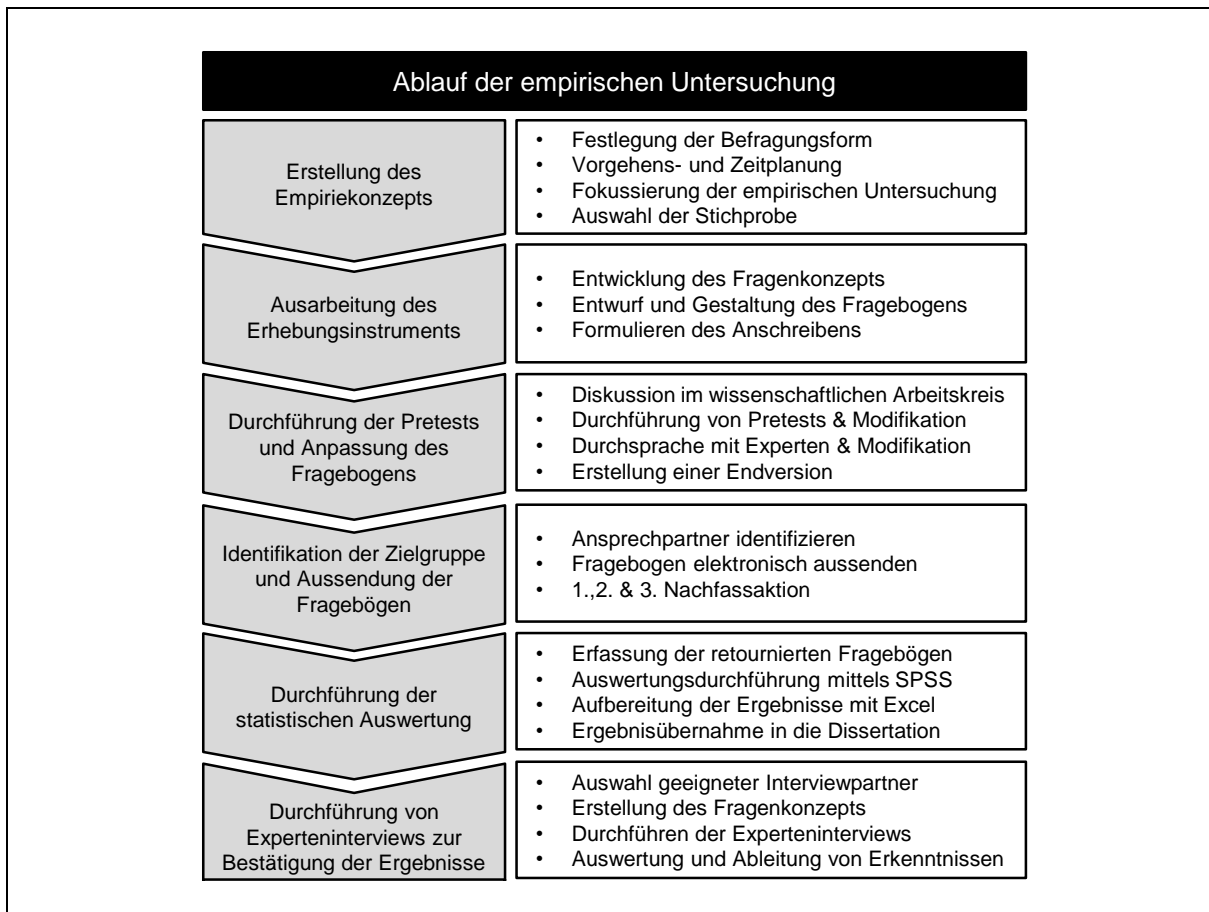 Ablauf der empirischen Untersuchung
Erstellung des
Empiriekonzepts
• Festlegung der Befragungsform
• Vorgehens- und Zeitplanung
• Fokussierung der empirischen Untersuchung
• Auswahl der Stichprobe
Ausarbeitung des
Erhebungsinstruments
• Entwicklung des Fragenkonzepts
• Entwurf und Gestaltung des Fragebogens
• Formulieren des Anschreibens
Durchführung der Pretests
und Anpassung des
Fragebogens
• Diskussion im wissenschaftlichen Arbeitskreis
• Durchführung von Pretests & Modifikation
• Durchsprache mit Experten & Modifikation
• Erstellung einer Endversion
Identifikation der Zielgruppe
und Aussendung der
Fragebögen
• Ansprechpartner identifizieren
• Fragebogen elektronisch aussenden
• 1.,2. & 3. Nachfassaktion
Durchführung der
statistischen Auswertung
• Erfassung der retournierten Fragebögen
• Auswertungsdurchführung mittels SPSS
• Aufbereitung der Ergebnisse mit Excel
• Ergebnisübernahme in die Dissertation
Durchführung von
Experteninterviews zur
Bestätigung der Ergebnisse
• Auswahl geeigneter Interviewpartner
• Erstellung des Fragenkonzepts
• Durchführen der Experteninterviews
• Auswertung und Ableitung von Erkenntnissen